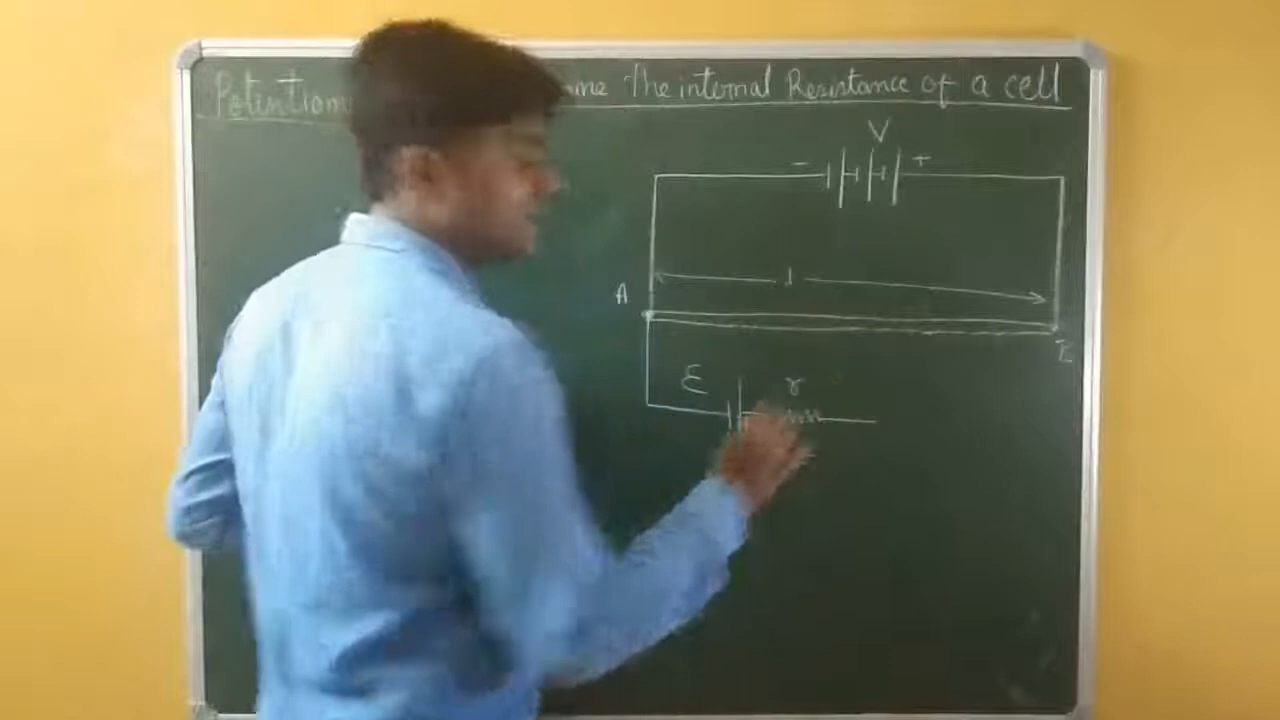 Potentiom ine The internal Resistance of a cell
V
- +
l
A
B
ε r